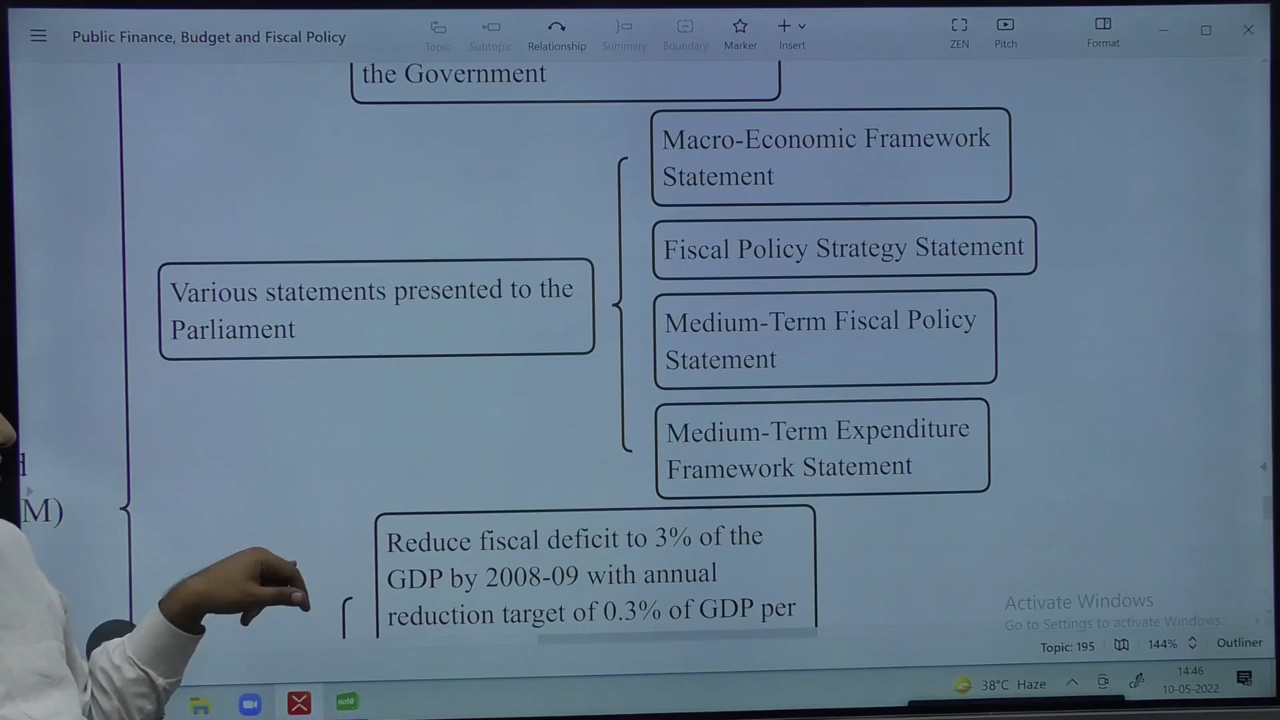 Public Finance, Budget and Fiscal Policy
Topic
Subtopic
Relationship
Summary
Boundary
Marker
Insert
ZEN
Pitch
Format
the Government
Macro-Economic Framework
Statement
Fiscal Policy Strategy Statement
Various statements presented to the
Parliament
Medium-Term Fiscal Policy
Statement
Medium-Term Expenditure
Framework Statement
M)
Reduce fiscal deficit to 3% of the
GDP by 2008-09 with annual
reduction target of 0.3% of GDP per
Activate Windows
Go to Settings to activate Windows.
Topic: 195
144%
Outliner
38°C Haze
14:46
10-05-2022